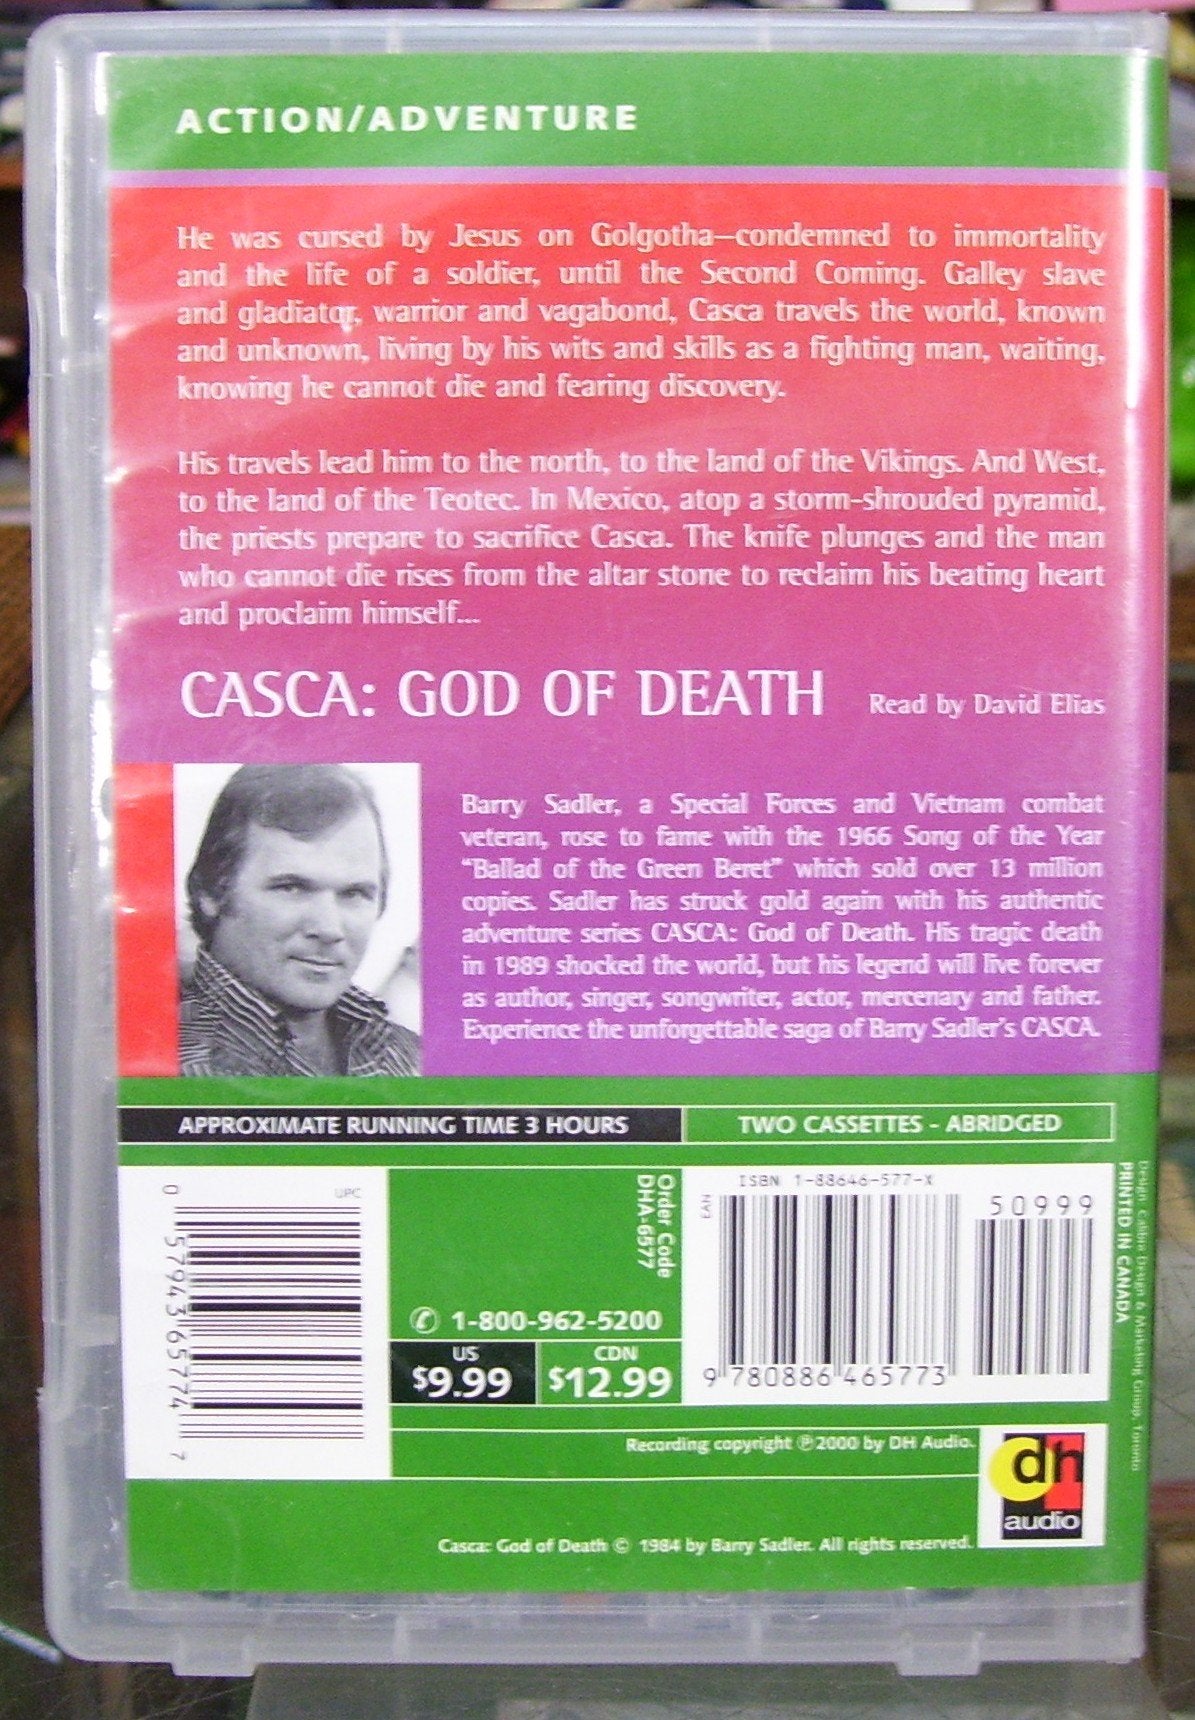 ACTION/ADVENTURE
He was cursed by Jesus on Golgotha—condemned to immortality
and the life of a soldier, until the Second Coming. Galley slave
and gladiator, warrior and vagabond, Casca travels the world, known
and unknown, living by his wits and skills as a fighting man, waiting,
knowing he cannot die and fearing discovery.
His travels lead him to the north, to the land of the Vikings. And West,
to the land of the Teotec. In Mexico, atop a storm-shrouded pyramid,
the priests prepare to sacrifice Casca. The knife plunges and the man
who cannot die rises from the altar stone to reclaim his beating heart
and proclaim himself...
CASCA: GOD OF DEATH Read by David Elias
Barry Sadler, a Special Forces and Vietnam combat
veteran, rose to fame with the 1966 Song of the Year
"Ballad of the Green Beret" which sold over 13 million
copies. Sadler has struck gold again with his authentic
adventure series CASCA: God of Death. His tragic death
in 1989 shocked the world, but his legend will live forever
as author, singer, songwriter, actor, mercenary and father.
Experience the unforgettable saga of Barry Sadler's CASCA.
APPROXIMATE RUNNING TIME 3 HOURS
TWO CASSETTES - ABRIDGED
UPC
0 57943 65774 7
Order Code
DHA-6577
✆ 1-800-962-5200
US
$9.99
CDN
$12.99
ISBN 1-88646-577-X
EAN
50999
9 780886 465773
Design: Calibre Design & Marketing Group, Toronto
PRINTED IN CANADA
Recording copyright ℗2000 by DH Audio.
dh
audio
Casca: God of Death © 1984 by Barry Sadler. All rights reserved.